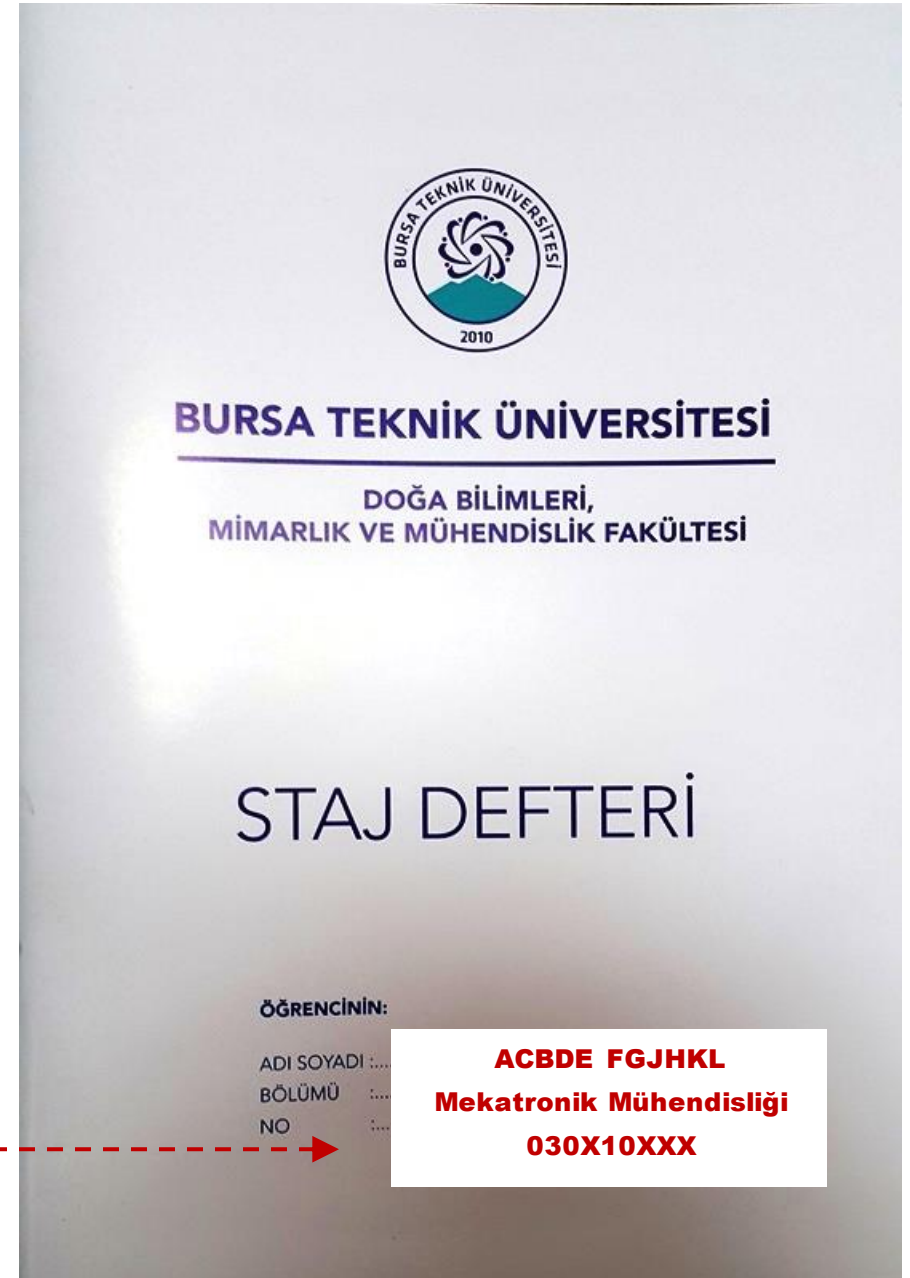 BURSA TEKNİK ÜNİVERSİTESİ
2010
BURSA TEKNİK ÜNİVERSİTESİ
DOĞA BİLİMLERİ,
MİMARLIK VE MÜHENDİSLİK FAKÜLTESİ
STAJ DEFTERİ
ÖĞRENCİNİN:
ADI SOYADI :.... ACBDE FGJHKL
BÖLÜMÜ :.... Mekatronik Mühendisliği
NO :.... 030X10XXX